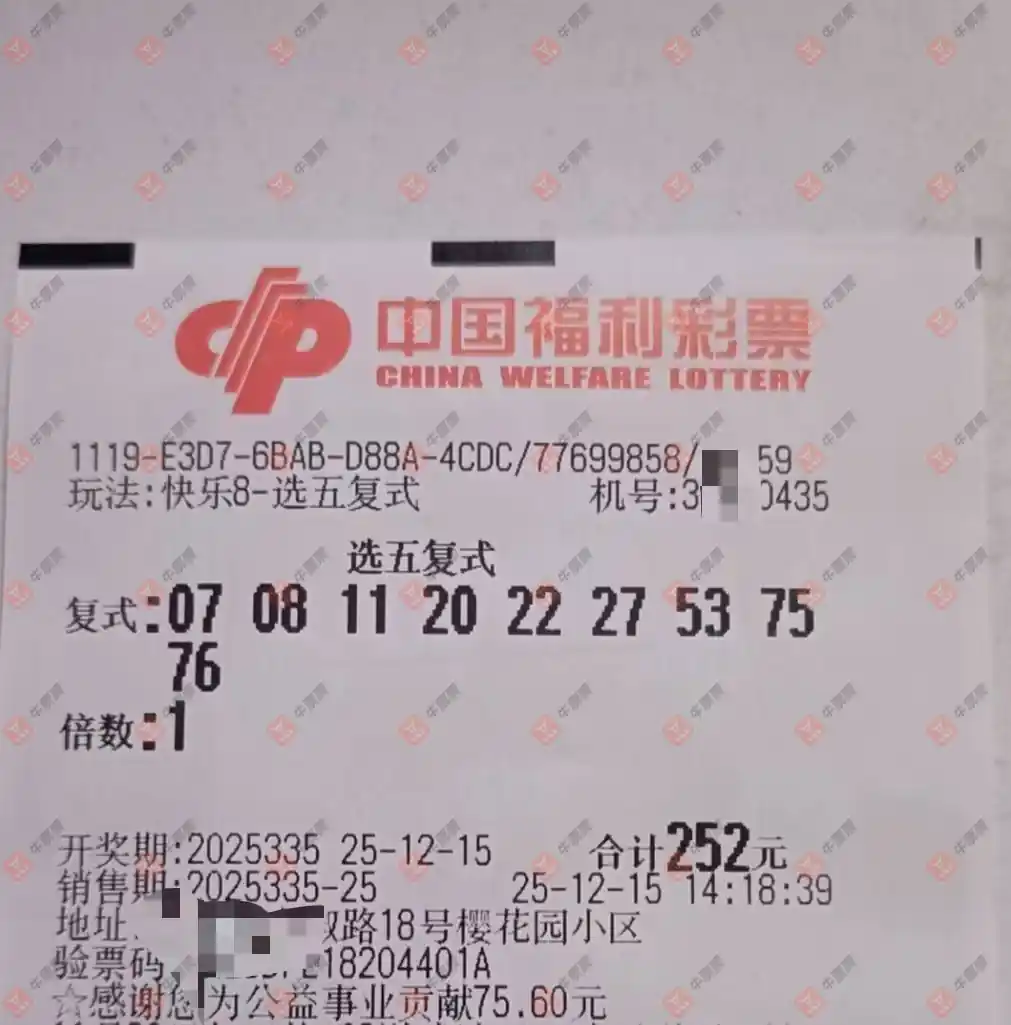 中国福利彩票
CHINA WELFARE LOTTERY
1119-E3D7-6BAB-D88A-4CDC/77699858/ 59
玩法:快乐8-选五复式 机号:3 0435
选五复式
复式:07 08 11 20 22 27 53 75
76
倍数:1
开奖期:2025335 25-12-15 合计252元
销售期:2025335-25 25-12-15 14:18:39
地址 路18号樱花园小区
验票码 18204401A
☆感谢您为公益事业贡献75.60元